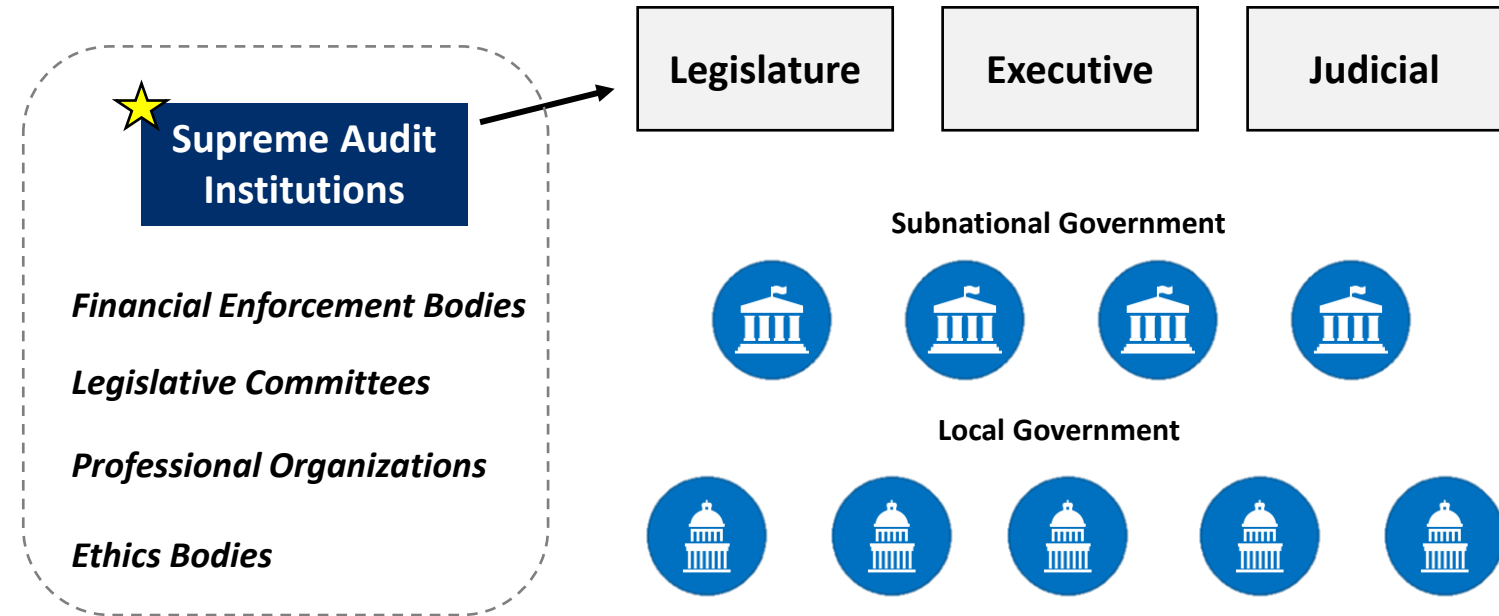 Supreme Audit
Institutions
Financial Enforcement Bodies
Legislative Committees
Professional Organizations
Ethics Bodies
Legislature
Executive
Judicial
Subnational Government
Local Government